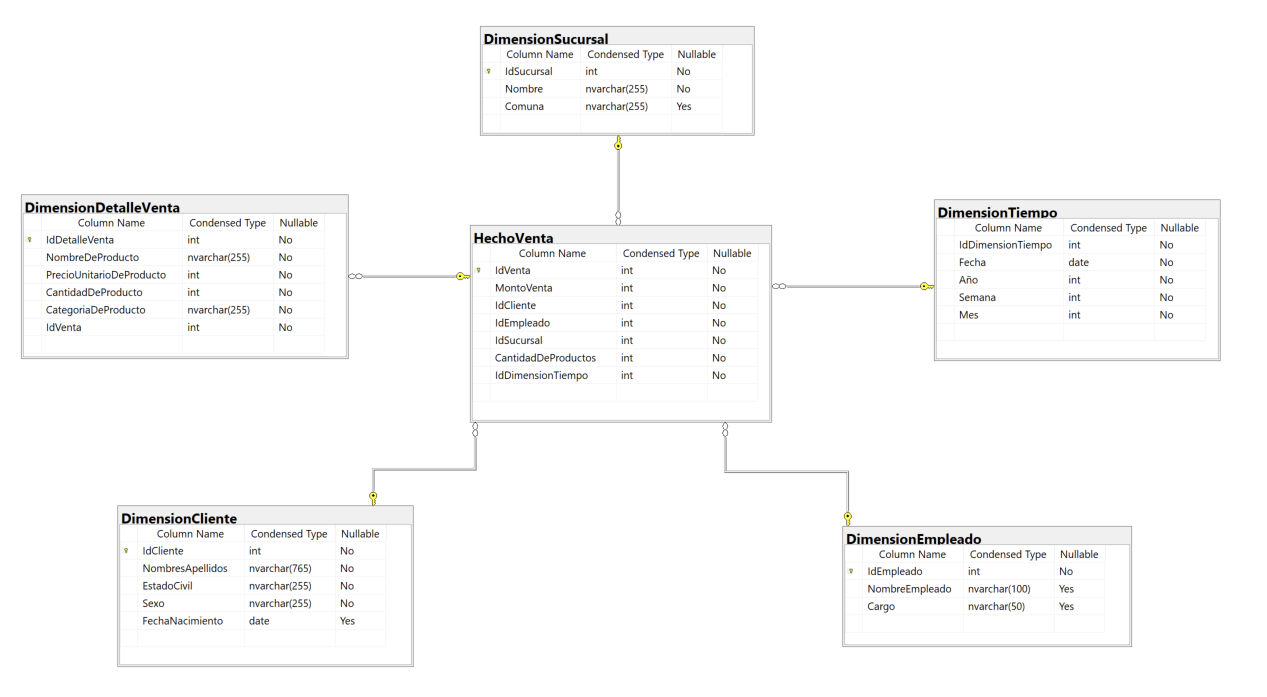 DimensionSucursal
Column Name Condensed Type Nullable
IdSucursal int No
Nombre nvarchar(255) No
Comuna nvarchar(255) Yes
DimensionDetalleVenta
Column Name Condensed Type Nullable
IdDetalleVenta int No
NombreDeProducto nvarchar(255) No
PrecioUnitarioDeProducto int No
CantidadDeProducto int No
CategoriaDeProducto nvarchar(255) No
IdVenta int No
HechoVenta
Column Name Condensed Type Nullable
IdVenta int No
MontoVenta int No
IdCliente int No
IdEmpleado int No
IdSucursal int No
CantidadDeProductos int No
IdDimensionTiempo int No
DimensionTiempo
Column Name Condensed Type Nullable
IdDimensionTiempo int No
Fecha date No
Año int No
Semana int No
Mes int No
DimensionCliente
Column Name Condensed Type Nullable
IdCliente int No
NombresApellidos nvarchar(765) No
EstadoCivil nvarchar(255) No
Sexo nvarchar(255) No
FechaNacimiento date Yes
DimensionEmpleado
Column Name Condensed Type Nullable
IdEmpleado int No
NombreEmpleado nvarchar(100) Yes
Cargo nvarchar(50) Yes